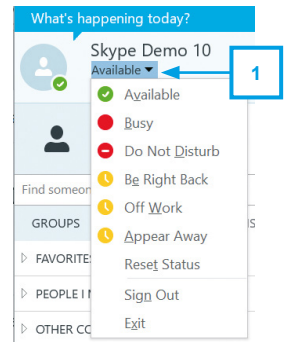 What's happening today?
Skype Demo 10
Available
1
Available
Busy
Do Not Disturb
Be Right Back
Find someon
Off Work
GROUPS
Appear Away
FAVORITE
Reset Status
PEOPLE I
Sign Out
OTHER CO
Exit